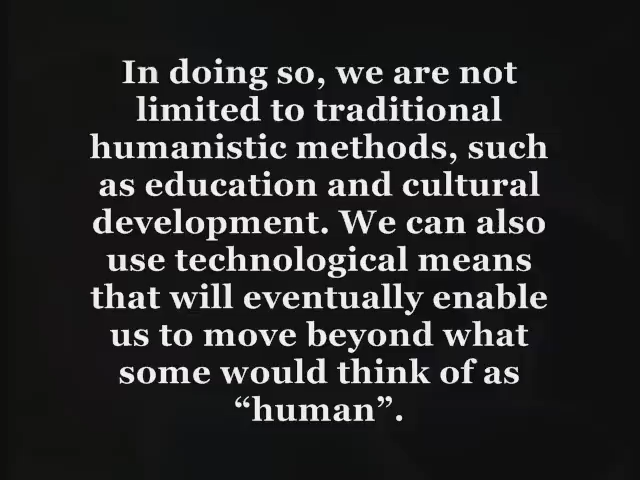 In doing so, we are not
limited to traditional
humanistic methods, such
as education and cultural
development. We can also
use technological means
that will eventually enable
us to move beyond what
some would think of as
“human”.